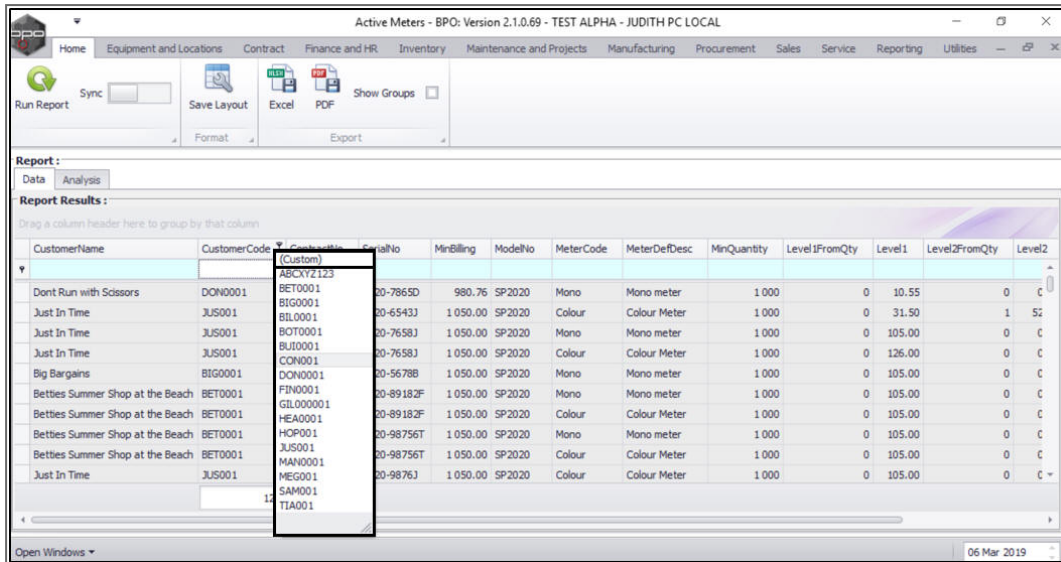 bpo
Active Meters - BPO: Version 2.1.0.69 - TEST ALPHA - JUDITH PC LOCAL
Home Equipment and Locations Contract Finance and HR Inventory Maintenance and Projects Manufacturing Procurement Sales Service Reporting Utilities
Run Report Sync Save Layout Excel PDF Show Groups
Format Export
Report :
Data Analysis
Report Results :
Drag a column header here to group by that column
CustomerName CustomerCode ContractNo SerialNo MinBilling ModelNo MeterCode MeterDefDesc MinQuantity Level1FromQty Level1 Level2FromQty Level2
(Custom)
ABCXYZ123
BET0001
BIG0001
BIL0001
BOT0001
BUI0001
CON001
DON0001
FIN0001
GIL000001
HEA0001
HOP001
JUS001
MAN0001
MEG001
SAM001
TIA001
Dont Run with Scissors DON0001 20-7865D 980.76 SP2020 Mono Mono meter 1 000 0 10.55 0
Just In Time JUS001 20-6543J 1 050.00 SP2020 Colour Colour Meter 1 000 0 31.50 1 52
Just In Time JUS001 20-7658J 1 050.00 SP2020 Mono Mono meter 1 000 0 105.00 0
Just In Time JUS001 20-7658J 1 050.00 SP2020 Colour Colour Meter 1 000 0 126.00 0
Big Bargains BIG0001 20-5678B 1 050.00 SP2020 Mono Mono meter 1 000 0 105.00 0
Betties Summer Shop at the Beach BET0001 20-89182F 1 050.00 SP2020 Mono Mono meter 1 000 0 105.00 0
Betties Summer Shop at the Beach BET0001 20-89182F 1 050.00 SP2020 Colour Colour Meter 1 000 0 105.00 0
Betties Summer Shop at the Beach BET0001 20-98756T 1 050.00 SP2020 Mono Mono meter 1 000 0 105.00 0
Betties Summer Shop at the Beach BET0001 20-98756T 1 050.00 SP2020 Colour Colour Meter 1 000 0 105.00 0
Just In Time JUS001 20-9876J 1 050.00 SP2020 Colour Colour Meter 1 000 0 105.00 0
12
Open Windows 06 Mar 2019